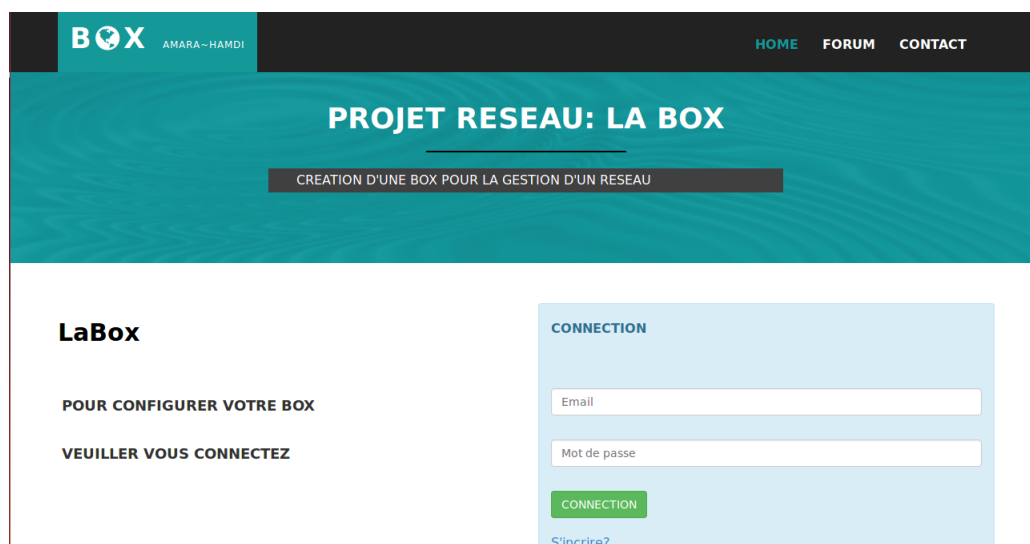 BOX AMARA~HAMDI
HOME FORUM CONTACT
PROJET RESEAU: LA BOX
CREATION D'UNE BOX POUR LA GESTION D'UN RESEAU
LaBox
POUR CONFIGURER VOTRE BOX
VEUILLER VOUS CONNECTEZ
CONNECTION
Email
Mot de passe
CONNECTION
S'incrire?